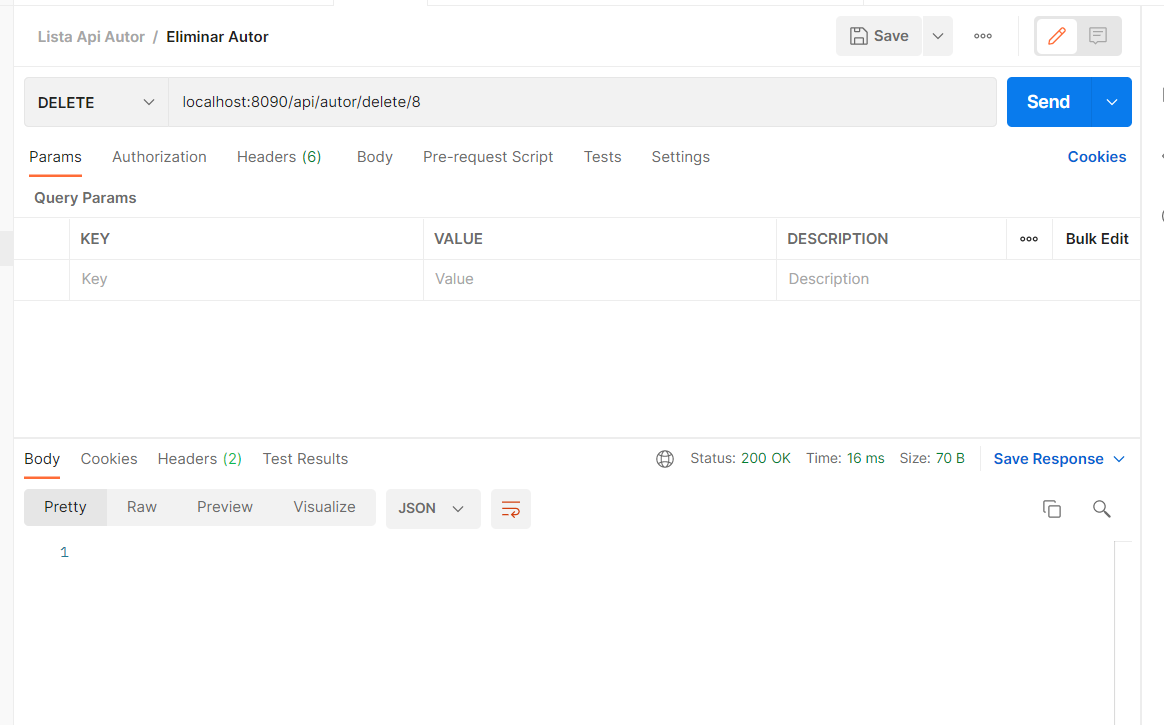 Lista Api Autor / Eliminar Autor
Save
DELETE
localhost:8090/api/autor/delete/8
Send
Params Authorization Headers (6) Body Pre-request Script Tests Settings Cookies
Query Params
KEY VALUE DESCRIPTION Bulk Edit
Key Value Description
Body Cookies Headers (2) Test Results Status: 200 OK Time: 16 ms Size: 70 B Save Response
Pretty Raw Preview Visualize JSON
1